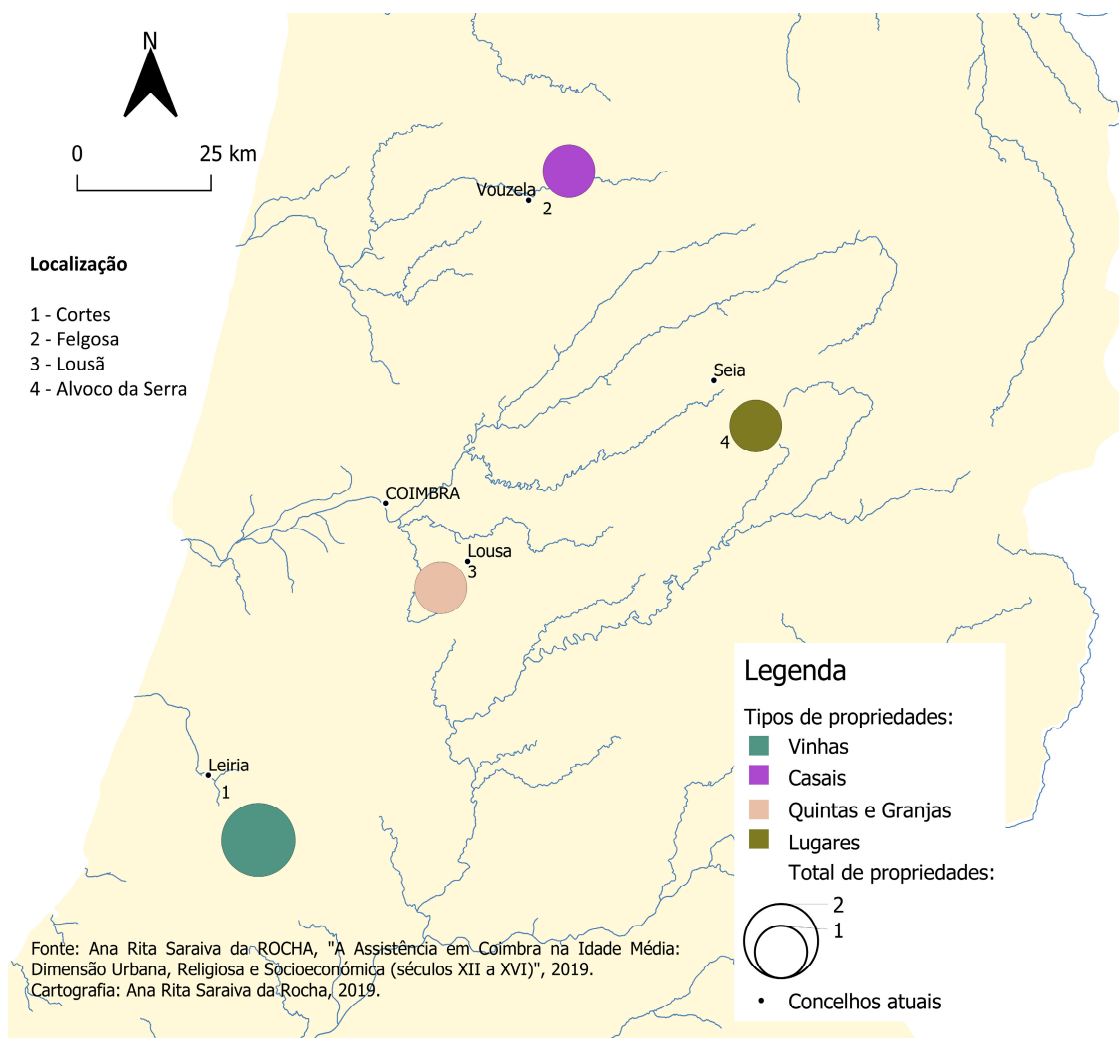 N
0 25 km
Vouzela
2
Localização
1 - Cortes
2 - Felgosa
3 - Lousã
4 - Alvoco da Serra
Seia
4
COIMBRA
Lousa
3
Leiria
1
Legenda
Tipos de propriedades:
Vinhas
Casais
Quintas e Granjas
Lugares
Total de propriedades:
2
1
Concelhos atuais
Fonte: Ana Rita Saraiva da ROCHA, "A Assistência em Coimbra na Idade Média:
Dimensão Urbana, Religiosa e Socioeconómica (séculos XII a XVI)", 2019.
Cartografia: Ana Rita Saraiva da Rocha, 2019.